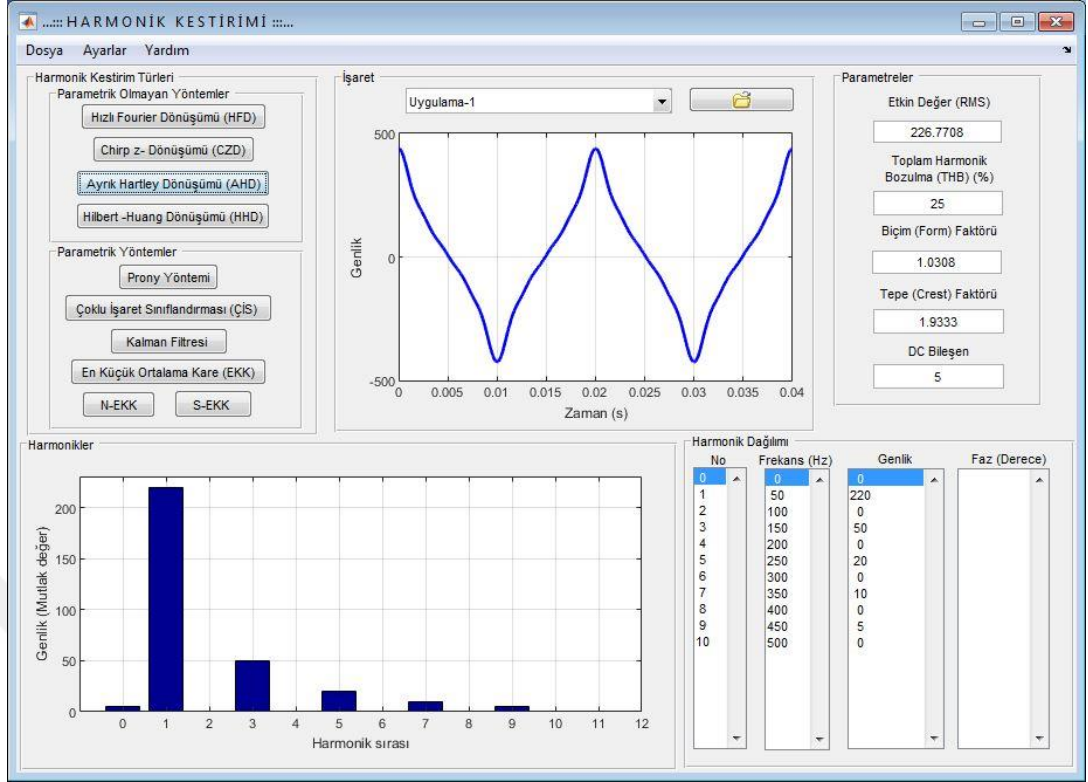 ...::: HARMONİK KESTİRİMİ :::...
Dosya Ayarlar Yardım
Harmonik Kestirim Türleri
Parametrik Olmayan Yöntemler
Hızlı Fourier Dönüşümü (HFD)
Chirp z- Dönüşümü (CZD)
Ayrık Hartley Dönüşümü (AHD)
Hilbert -Huang Dönüşümü (HHD)
Parametrik Yöntemler
Prony Yöntemi
Çoklu İşaret Sınıflandırması (ÇİS)
Kalman Filtresi
En Küçük Ortalama Kare (EKK)
N-EKK S-EKK
İşaret
Uygulama-1
500
0
-500
Genlik
0 0.005 0.01 0.015 0.02 0.025 0.03 0.035 0.04
Zaman (s)
Parametreler
Etkin Değer (RMS)
226.7708
Toplam Harmonik
Bozulma (THB) (%)
25
Biçim (Form) Faktörü
1.0308
Tepe (Crest) Faktörü
1.9333
DC Bileşen
5
Harmonikler
200
150
100
50
0
Genlik (Mutlak değer)
0 1 2 3 4 5 6 7 8 9 10 11 12
Harmonik sırası
Harmonik Dağılımı
No Frekans (Hz) Genlik Faz (Derece)
0 0 0
1 50 220
2 100 0
3 150 50
4 200 0
5 250 20
6 300 0
7 350 10
8 400 0
9 450 5
10 500 0